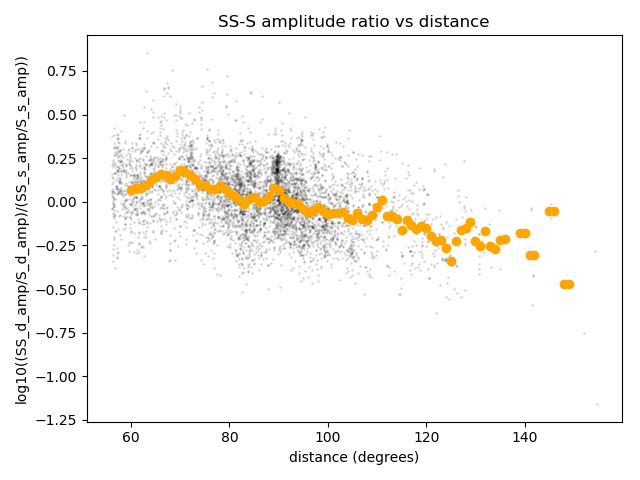 SS-S amplitude ratio vs distance
log10((SS_d_amp/S_d_amp)/(SS_s_amp/S_s_amp))
0.75
0.50
0.25
0.00
−0.25
−0.50
−0.75
−1.00
−1.25
60 80 100 120 140
distance (degrees)